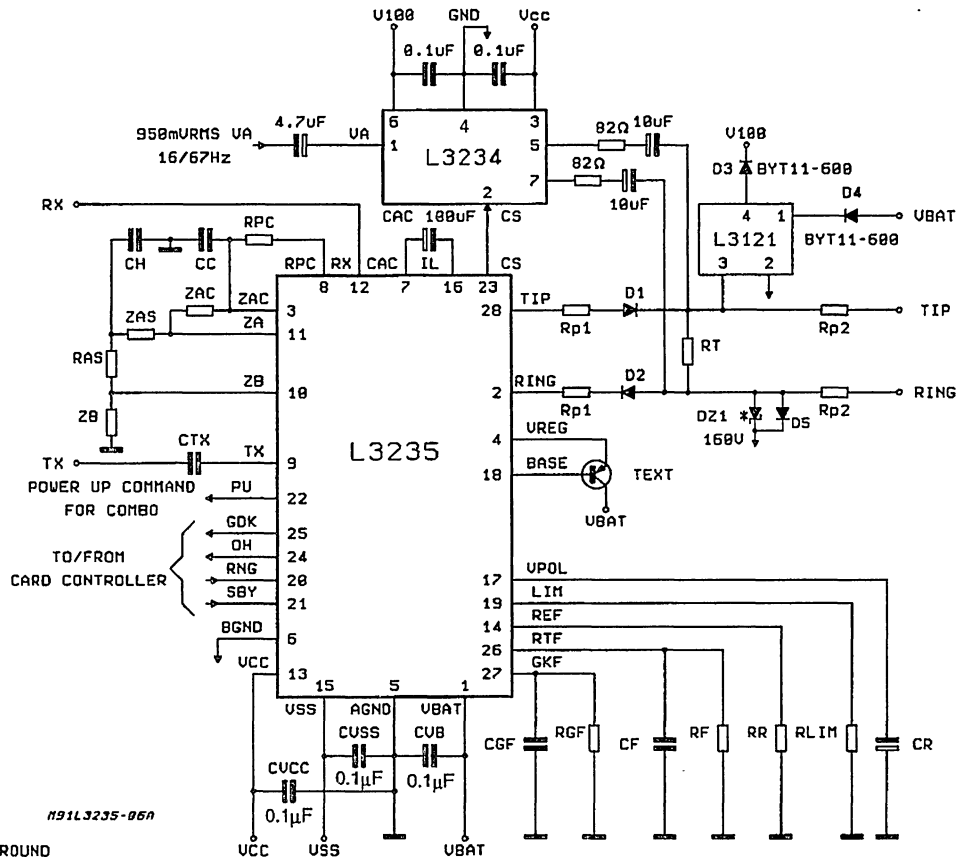 V100 GND Vcc
0.1uF 0.1uF
4.7uF
950mVRMS VA VA
16/67Hz
6 4 3
1 5
L3234
7
2
82Ω 10uF
82Ω
10uF
V100
D3 BYT11-600
D4
4 1
L3121
3 2
VBAT
BYT11-600
RX
CAC 100uF CS
RPC
CH CC
RPC RX CAC IL CS
8 12 7 16 23
ZAC ZAC
3
ZAS ZA
11
RAS
ZB
10
ZB
CTX
TX TX
9
L3235
28 TIP D1 TIP
Rp1 Rp2
RT
2 RING D2 RING
Rp1 Rp2
DZ1 * DS
160V
4 VREG
18 BASE TEXT
VBAT
POWER UP COMMAND
FOR COMBO
PU
22
GDK
25
OH
24
TO/FROM
CARD CONTROLLER
RNG
20
SBY
21
BGND
6
VCC
13
17 VPOL
19 LIM
14 REF
26 RTF
27 GKF
15 5 1
VSS AGND VBAT
CVSS CVB
0.1μF 0.1μF
CVCC
0.1μF
CGF RGF CF RF RR RLIM CR
M91L3235-06A
ROUND
VCC VSS VBAT